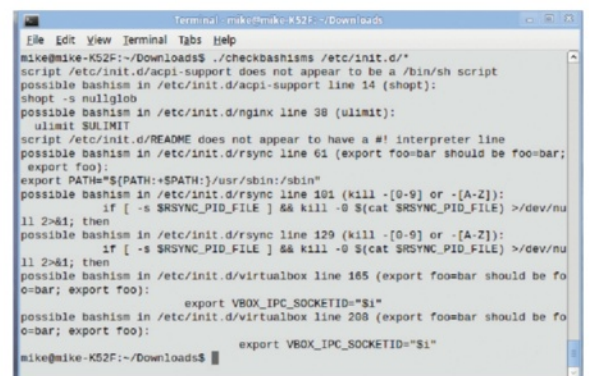 Terminal - mike@mike-K52F: ~/Downloads
File Edit View Terminal Tabs Help
mike@mike-K52F:~/Downloads$ ./checkbashisms /etc/init.d/*
script /etc/init.d/acpi-support does not appear to be a /bin/sh script
possible bashism in /etc/init.d/acpi-support line 14 (shopt):
shopt -s nullglob
possible bashism in /etc/init.d/nginx line 38 (ulimit):
  ulimit $ULIMIT
script /etc/init.d/README does not appear to have a #! interpreter line
possible bashism in /etc/init.d/rsync line 61 (export foo=bar should be foo=bar;
 export foo):
export PATH="${PATH:+$PATH:}/usr/sbin:/sbin"
possible bashism in /etc/init.d/rsync line 101 (kill -[0-9] or -[A-Z]):
            if [ -s $RSYNC_PID_FILE ] && kill -0 $(cat $RSYNC_PID_FILE) >/dev/nu
ll 2>&1; then
possible bashism in /etc/init.d/rsync line 129 (kill -[0-9] or -[A-Z]):
            if [ -s $RSYNC_PID_FILE ] && kill -0 $(cat $RSYNC_PID_FILE) >/dev/nu
ll 2>&1; then
possible bashism in /etc/init.d/virtualbox line 165 (export foo=bar should be fo
o=bar; export foo):
                        export VBOX_IPC_SOCKETID="$i"
possible bashism in /etc/init.d/virtualbox line 208 (export foo=bar should be fo
o=bar; export foo):
                                export VBOX_IPC_SOCKETID="$i"
mike@mike-K52F:~/Downloads$